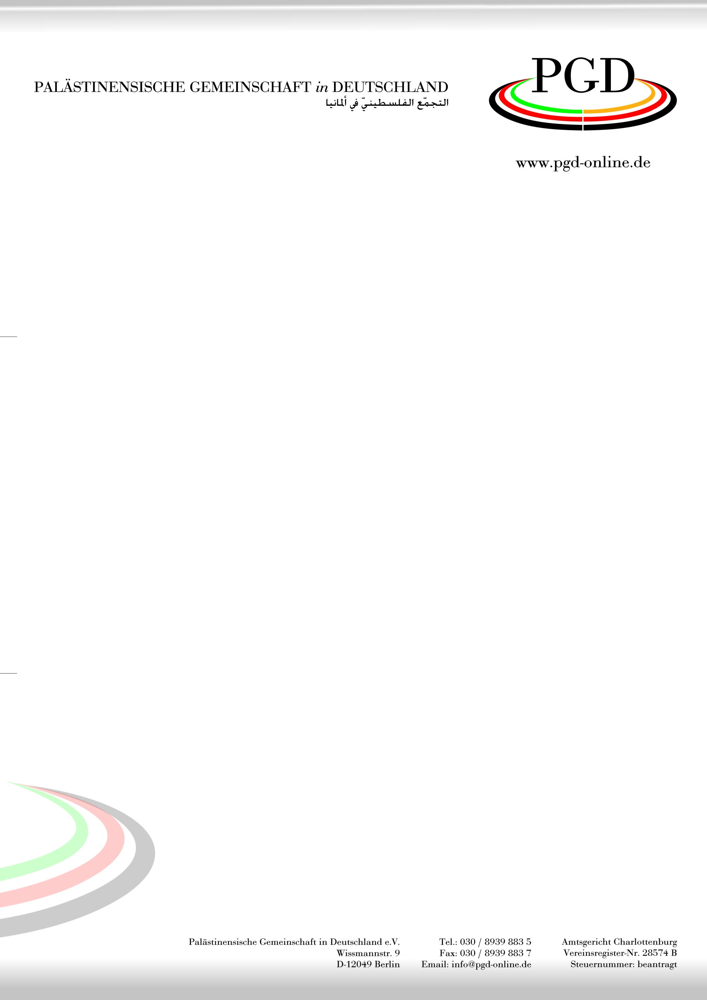 PGD
PALÄSTINENSISCHE GEMEINSCHAFT in DEUTSCHLAND
التجمّع الفلسطينيّ في ألمانيا
www.pgd-online.de
Palästinensische Gemeinschaft in Deutschland e.V.
Wissmannstr. 9
D-12049 Berlin
Tel.: 030 / 8939 883 5
Fax: 030 / 8939 883 7
Email: info@pgd-online.de
Amtsgericht Charlottenburg
Vereinsregister-Nr. 28574 B
Steuernummer: beantragt